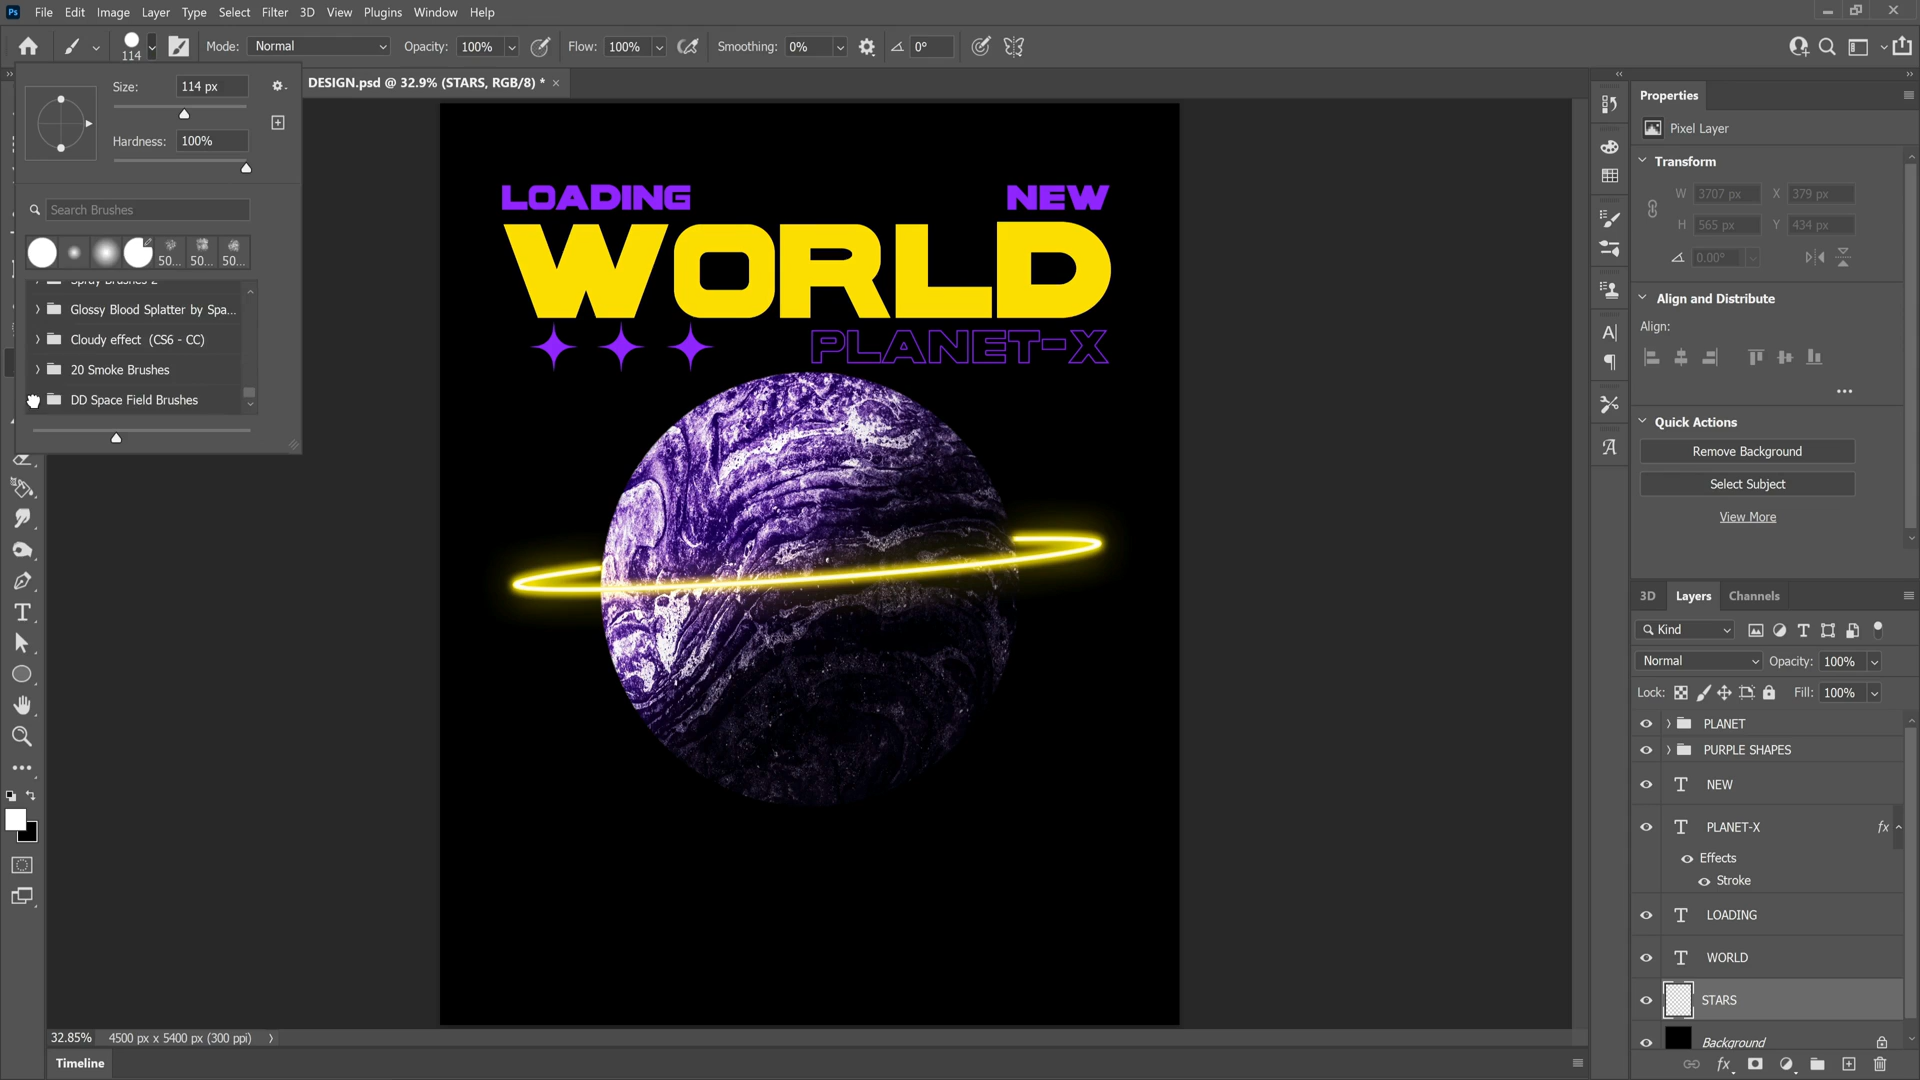 Ps File Edit Image Layer Type Select Filter 3D View Plugins Window Help
114 Mode: Normal Opacity: 100% Flow: 100% Smoothing: 0% 0°
DESIGN.psd @ 32.9% (STARS, RGB/8) *
Size: 114 px
Hardness: 100%
Search Brushes
50... 50... 50...
Spray Brushes 2
Glossy Blood Splatter by Spa...
Cloudy effect (CS6 - CC)
20 Smoke Brushes
DD Space Field Brushes
LOADING NEW
WORLD
PLANET-X
32.85% 4500 px x 5400 px (300 ppi)
Timeline
Properties
Pixel Layer
Transform
W 3707 px X 379 px
H 565 px Y 434 px
0.00°
Align and Distribute
Align:
Quick Actions
Remove Background
Select Subject
View More
3D Layers Channels
Kind
Normal Opacity: 100%
Lock: Fill: 100%
PLANET
PURPLE SHAPES
NEW
PLANET-X fx
Effects
Stroke
LOADING
WORLD
STARS
Background
fx